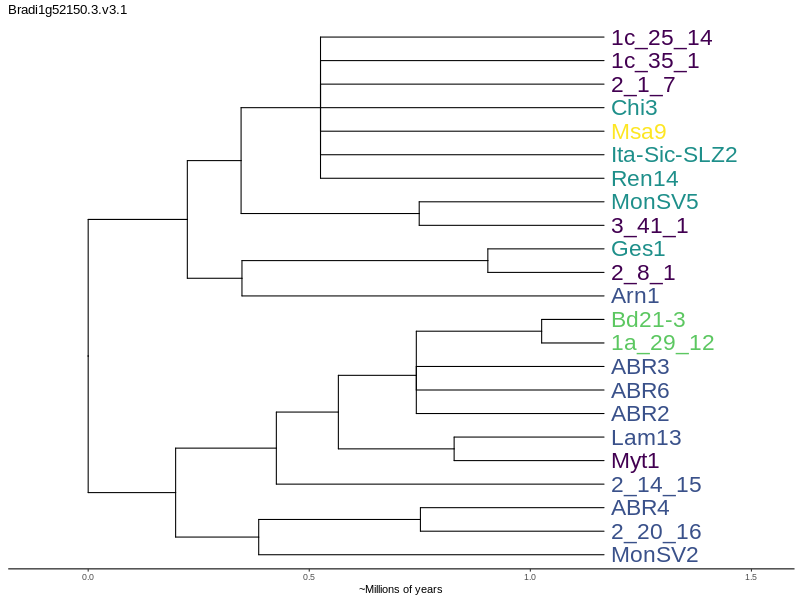 Bradi1g52150.3.v3.1
1c_25_14
1c_35_1
2_1_7
Chi3
Msa9
Ita-Sic-SLZ2
Ren14
MonSV5
3_41_1
Ges1
2_8_1
Arn1
Bd21-3
1a_29_12
ABR3
ABR6
ABR2
Lam13
Myt1
2_14_15
ABR4
2_20_16
MonSV2
0.0 0.5 1.0 1.5
~Millions of years